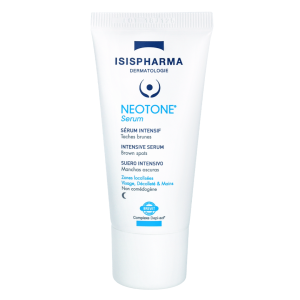 ISISPHARMA
DERMATOLOGIE
NEOTONE®
Serum
SÉRUM INTENSIF
Taches brunes
INTENSIVE SERUM
Brown spots
SUERO INTENSIVO
Manchas oscuras
Zones localisées
Visage, Décolleté & Mains
Non comédogène
BREVET